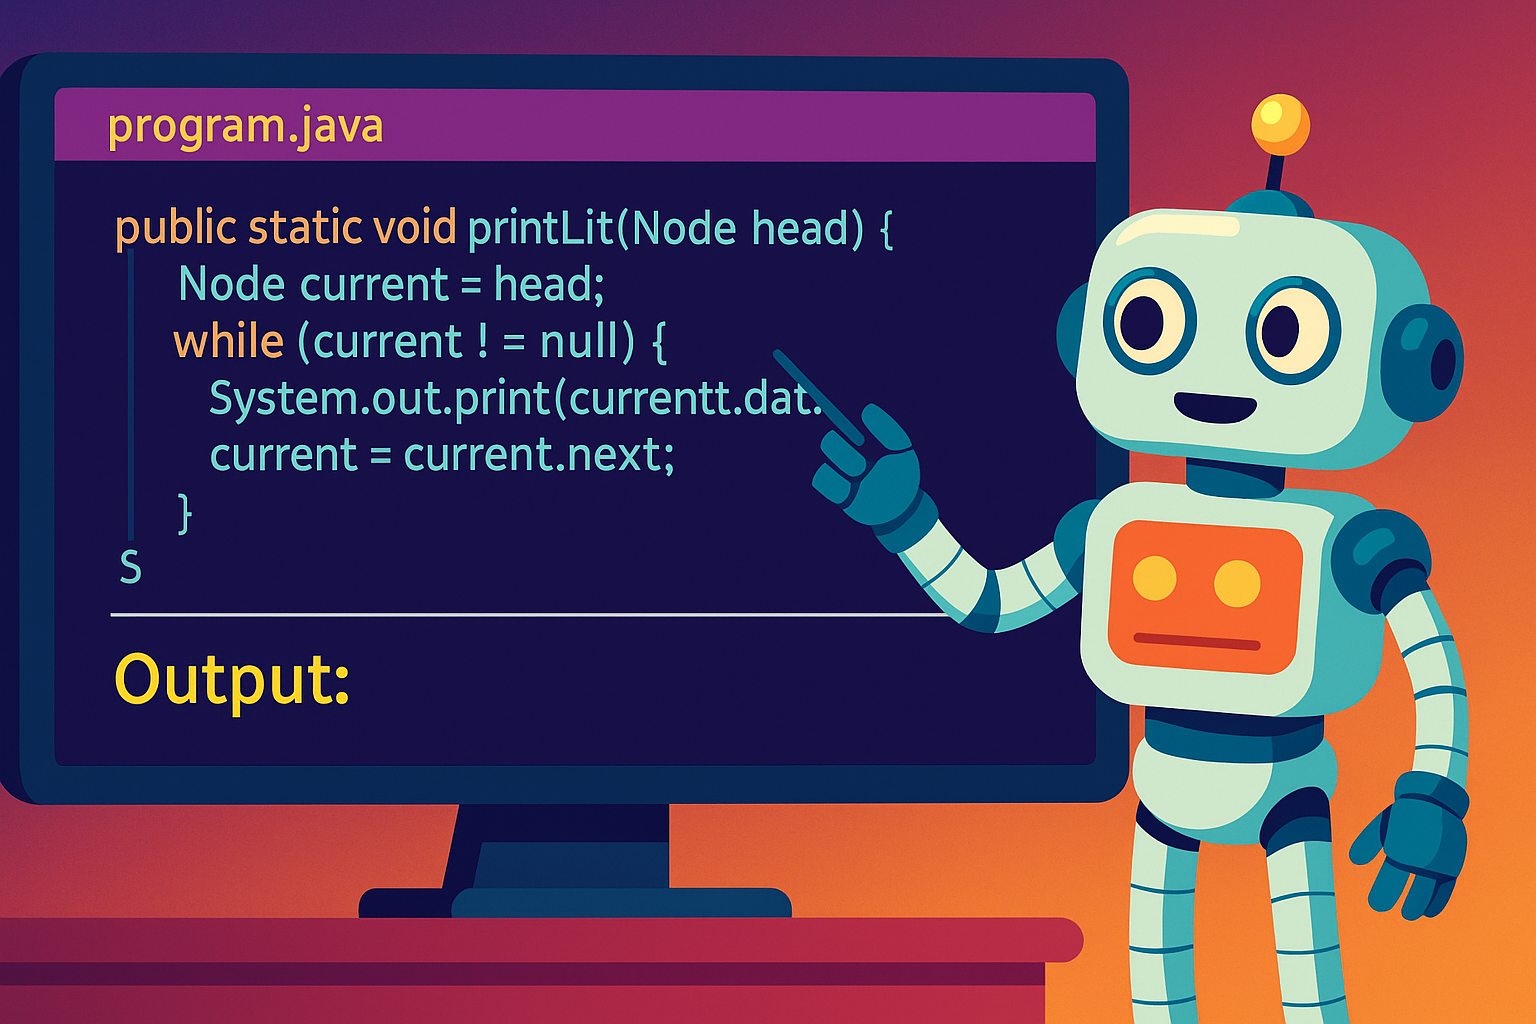 program.java
public static void printLit(Node head) {
Node current = head;
while (current ! = null) {
System.out.print(currentt.dat.
current = current.next;
}
S
Output: